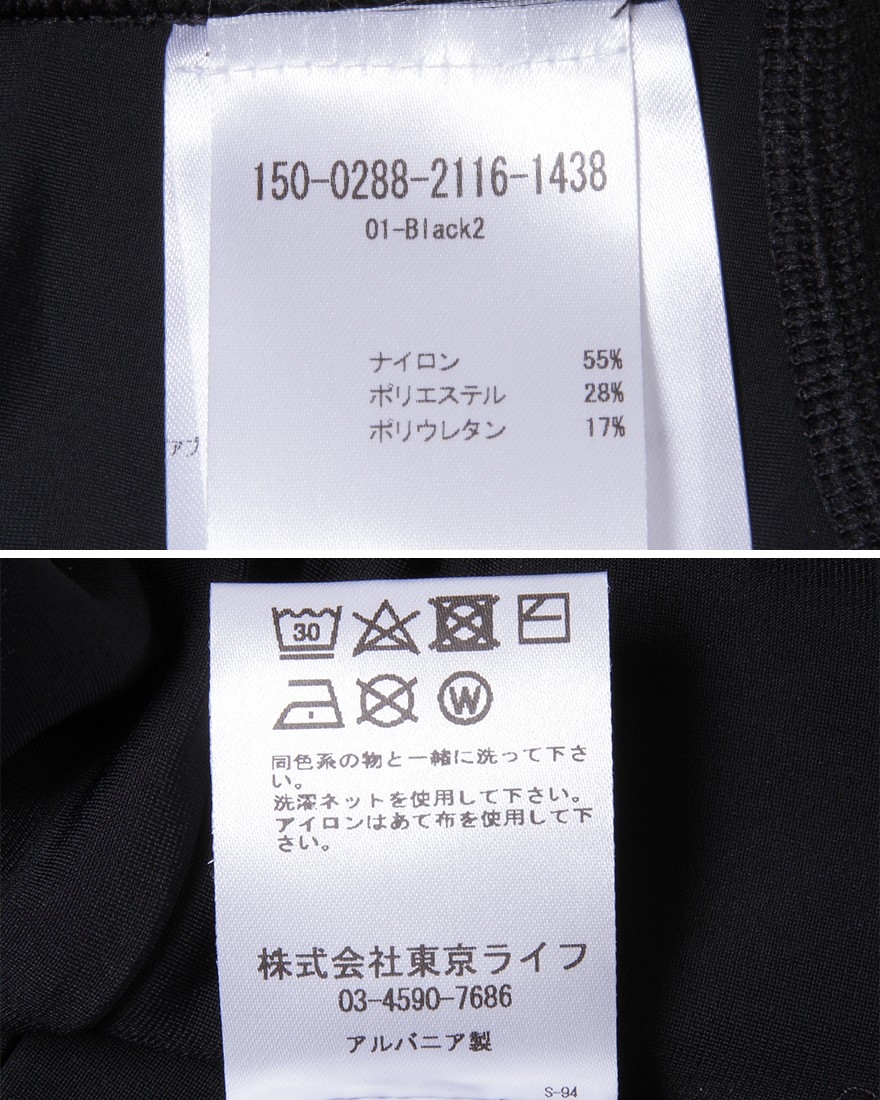 150-0288-2116-1438
01-Black2
ナイロン 55%
ポリエステル 28%
ポリウレタン 17%
アプ
30
W
同色系の物と一緒に洗って下さ
い。
洗濯ネットを使用して下さい。
アイロンはあて布を使用して下
さい。
株式会社東京ライフ
03-4590-7686
アルバニア製
S-94